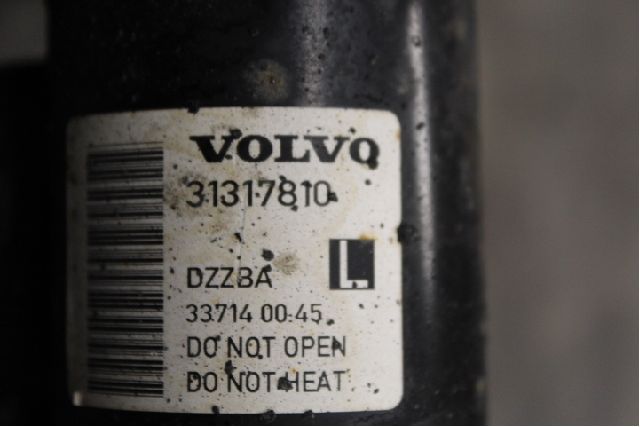 VOLVO
31317810
L
DZZBA
33714 00:45
DO NOT OPEN
DO NOT HEAT